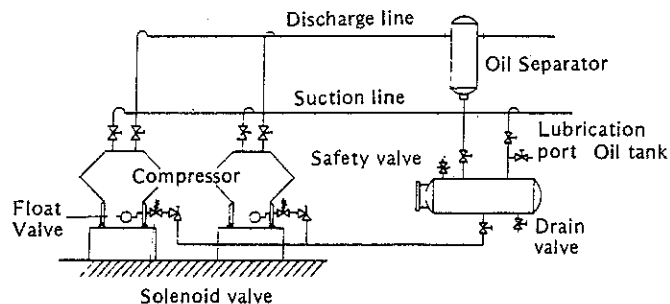 Discharge line
Oil Separator
Suction line
Lubrication
port Oil tank
Safety valve
Compressor
Float
Valve
Drain
valve
Solenoid valve